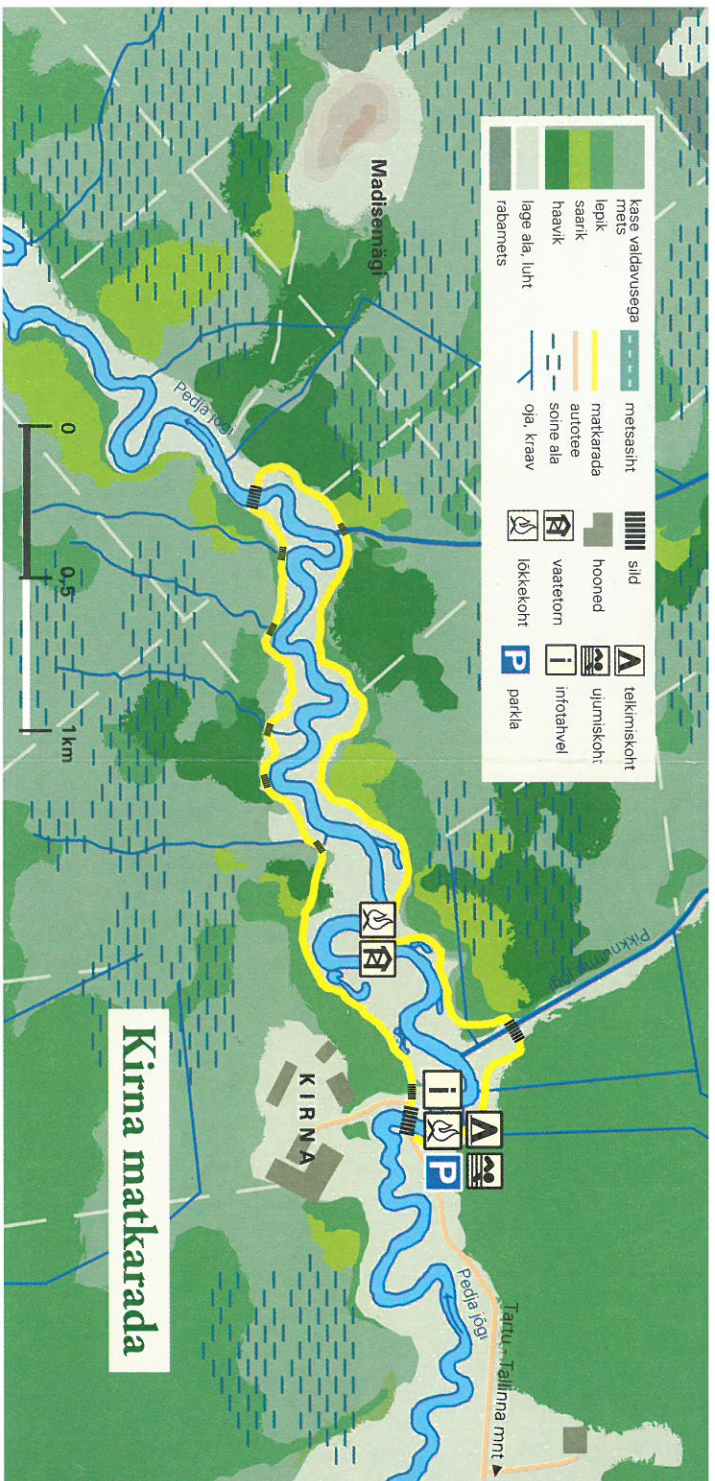 kase valdavusega
mets
lepik
saarik
haavik
lage ala, luht
rabamets
metsasiht
matkarada
autotee
soine ala
oja, kraav
sild
hooned
vaatetorn
lõkkekoht
telkimiskoht
ujumiskoht
i
infotahvel
P
parkla
Madisemägi
Pedja jõgi
Pikknurme jõgi
i
P
KIRNA
Pedja jõgi
Tartu - Tallinna mnt
0
0,5
1km
Kirna matkarada